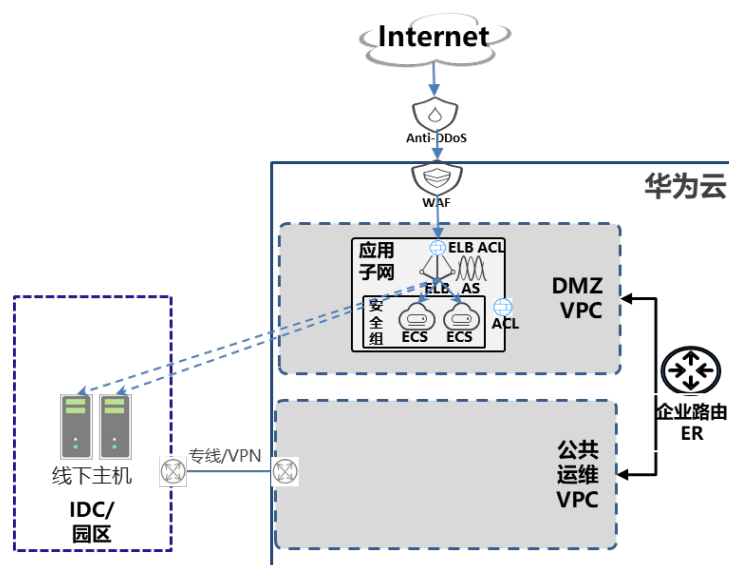 Internet
Anti-DDoS
WAF
华为云
应用
子网
ELB ACL
ELB AS
安
全
组
ECS ECS
ACL
DMZ
VPC
企业路由
ER
公共
运维
VPC
专线/VPN
线下主机
IDC/
园区